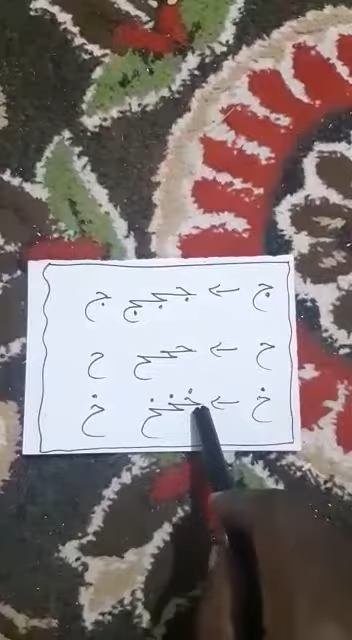 ج ← ججج ج
ح ← ححح ح
خ ← خخخ خ